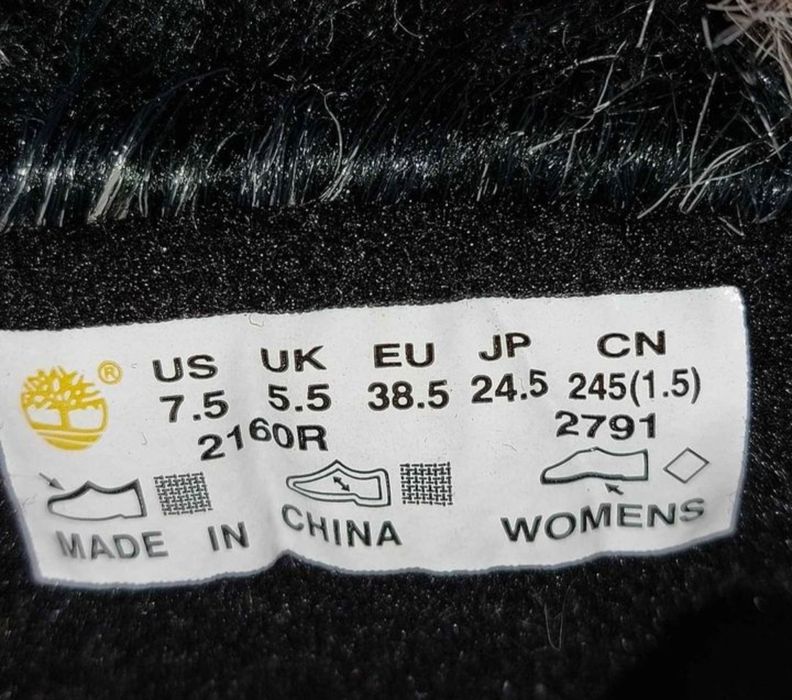 ® US UK EU JP CN
7.5 5.5 38.5 24.5 245(1.5)
2160R 2791
MADE IN CHINA WOMENS